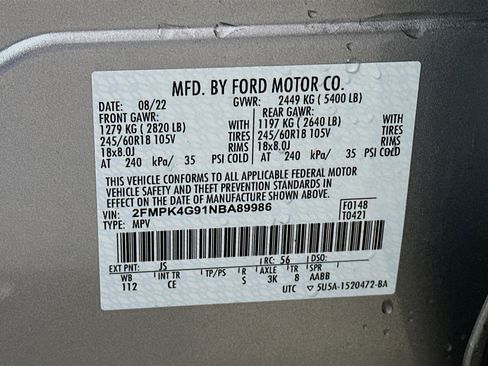 MFD. BY FORD MOTOR CO.
DATE: 08/22 GVWR: 2449 KG ( 5400 LB)
FRONT GAWR: REAR GAWR:
1279 KG ( 2820 LB) WITH 1197 KG ( 2640 LB) WITH
245/60R18 105V TIRES 245/60R18 105V TIRES
18x8.0J RIMS 18x8.0J RIMS
AT 240 kPa/ 35 PSI COLD AT 240 kPa/ 35 PSI COLD
THIS VEHICLE CONFORMS TO ALL APPLICABLE FEDERAL MOTOR
VEHICLE SAFETY AND THEFT PREVENTION STANDARDS IN
EFFECT ON THE DATE OF MANUFACTURE SHOWN ABOVE.
VIN: 2FMPK4G91NBA89986 F0148
TYPE: MPV T0421
EXT PNT: JS RC: 56 DSO:
WB INT TR TP/PS R AXLE TR SPR
112 CE S 3K 8 AABB
UTC ▽ 5U5A-1520472-BA